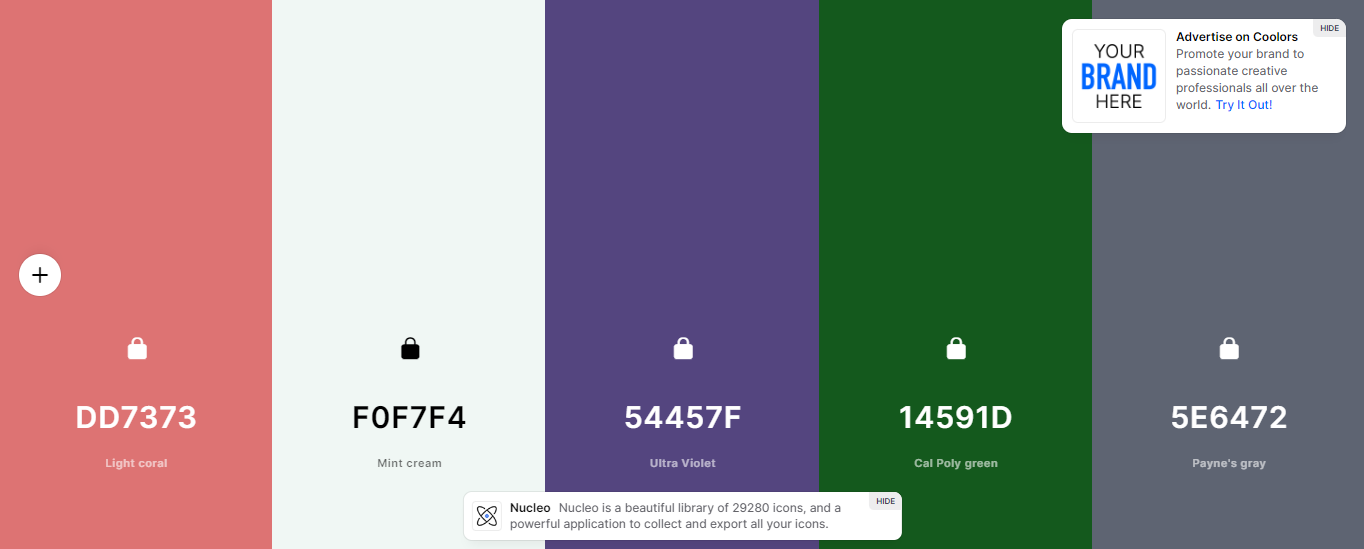 DD7373
Light coral
F0F7F4
Mint cream
54457F
Ultra Violet
14591D
Cal Poly green
5E6472
Payne's gray
YOUR
BRAND
HERE
Advertise on Coolors
HIDE
Promote your brand to
passionate creative
professionals all over the
world. Try It Out!
Nucleo Nucleo is a beautiful library of 29280 icons, and a
powerful application to collect and export all your icons.
HIDE